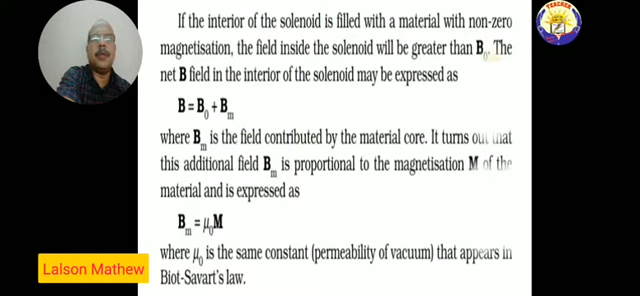 TEACHER
If the interior of the solenoid is filled with a material with non-zero
magnetisation, the field inside the solenoid will be greater than B₀. The
net B field in the interior of the solenoid may be expressed as
B = B₀ + Bₘ
where Bₘ is the field contributed by the material core. It turns out that
this additional field Bₘ is proportional to the magnetisation M of the
material and is expressed as
Bₘ = μ₀M
where μ₀ is the same constant (permeability of vacuum) that appears in
Biot-Savart's law.
Lalson Mathew